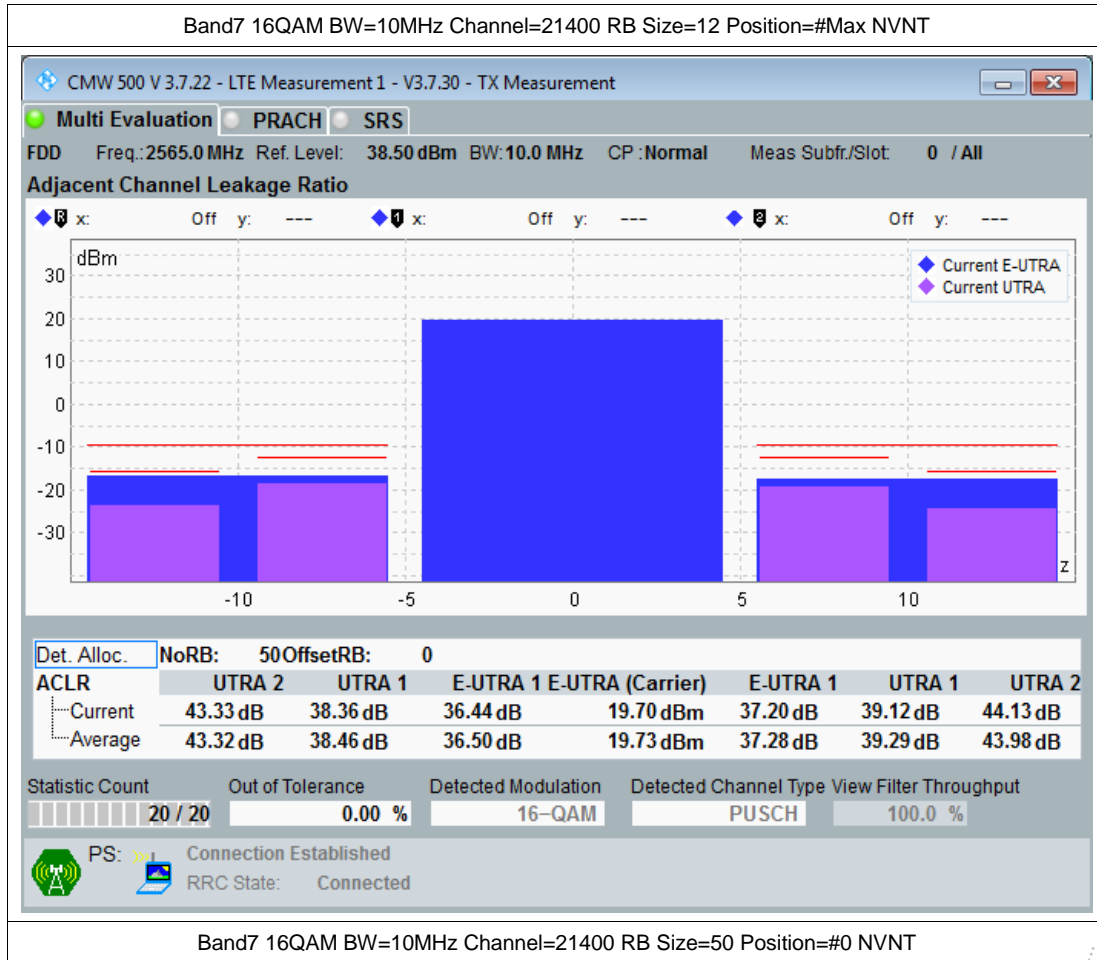 Band7 16QAM BW=10MHz Channel=21400 RB Size=12 Position=#Max NVNT
CMW 500 V 3.7.22 - LTE Measurement 1 - V3.7.30 - TX Measurement
Multi Evaluation PRACH SRS
FDD Freq.:2565.0 MHz Ref. Level: 38.50 dBm BW:10.0 MHz CP :Normal Meas Subfr./Slot: 0 / All
Adjacent Channel Leakage Ratio
R x: Off y: --- 1 x: Off y: --- 2 x: Off y: ---
dBm
Current E-UTRA
Current UTRA
30
20
10
0
-10
-20
-30
z
-10 -5 0 5 10
Det. Alloc. NoRB: 50 OffsetRB: 0
ACLR UTRA 2 UTRA 1 E-UTRA 1 E-UTRA (Carrier) E-UTRA 1 UTRA 1 UTRA 2
Current 43.33 dB 38.36 dB 36.44 dB 19.70 dBm 37.20 dB 39.12 dB 44.13 dB
Average 43.32 dB 38.46 dB 36.50 dB 19.73 dBm 37.28 dB 39.29 dB 43.98 dB
Statistic Count Out of Tolerance Detected Modulation Detected Channel Type View Filter Throughput
20 / 20 0.00 % 16-QAM PUSCH 100.0 %
PS: Connection Established
RRC State: Connected
Band7 16QAM BW=10MHz Channel=21400 RB Size=50 Position=#0 NVNT